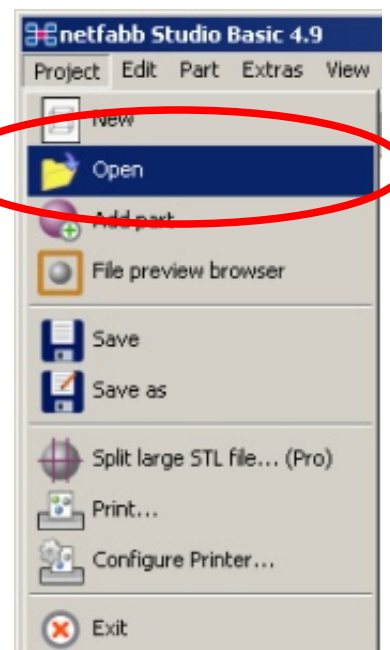 netfabb Studio Basic 4.9
Project Edit Part Extras View
New
Open
Add part
File preview browser
Save
Save as
Split large STL file... (Pro)
Print...
Configure Printer...
Exit